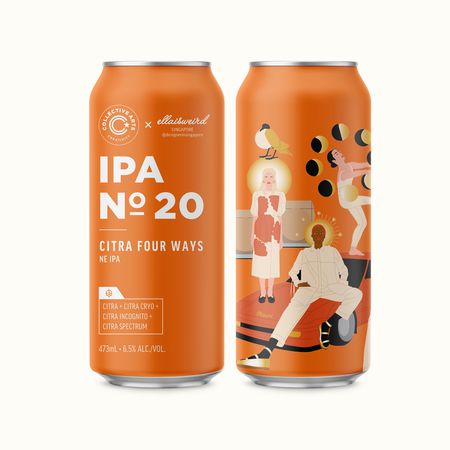 COLLECTIVE ARTS
CREATIVITY
×
ellaisweird
SINGAPORE
IPA
Nº 20
CITRA FOUR WAYS
NE IPA
CITRA + CITRA CRYO +
CITRA INCOGNITO +
CITRA SPECTRUM
473mL • 6.5% ALC./VOL.